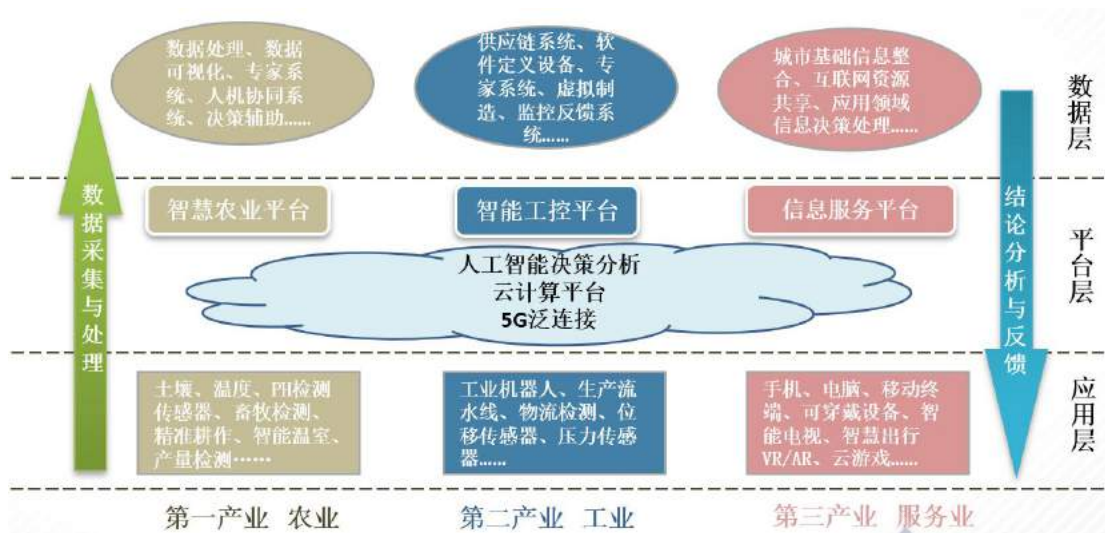 数据处理、数据
可视化、专家系
统、人机协同系
统、决策辅助……
供应链系统、软
件定义设备、专
家系统、虚拟制
造、监控反馈系
统……
城市基础信息整
合、互联网资源
共享、应用领域
信息决策处理……
数据层
数据采集与处理
智慧农业平台
智能工控平台
信息服务平台
结论分析与反馈
平台层
人工智能决策分析
云计算平台
5G泛连接
土壤、温度、PH检测
传感器、畜牧检测、
精准耕作、智能温室、
产量检测……
工业机器人、生产流
水线、物流检测、位
移传感器、压力传感
器……
手机、电脑、移动终
端、可穿戴设备、智
能电视、智慧出行
VR/AR、云游戏……
应用层
第一产业 农业
第二产业 工业
第三产业 服务业